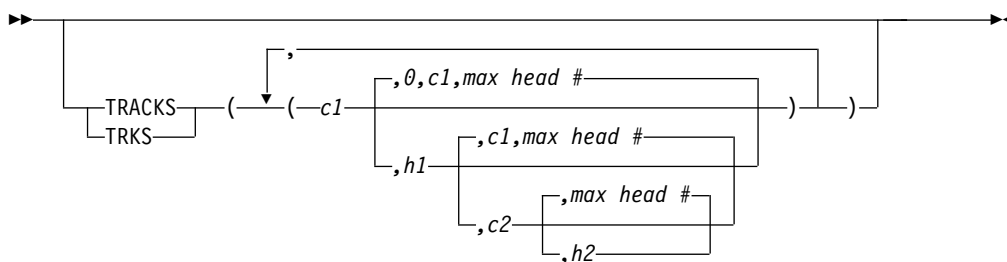 ,
,0,c1,max head #
TRACKS ( ( c1 ) )
TRKS
,c1,max head #
,h1
,max head #
,c2
,h2